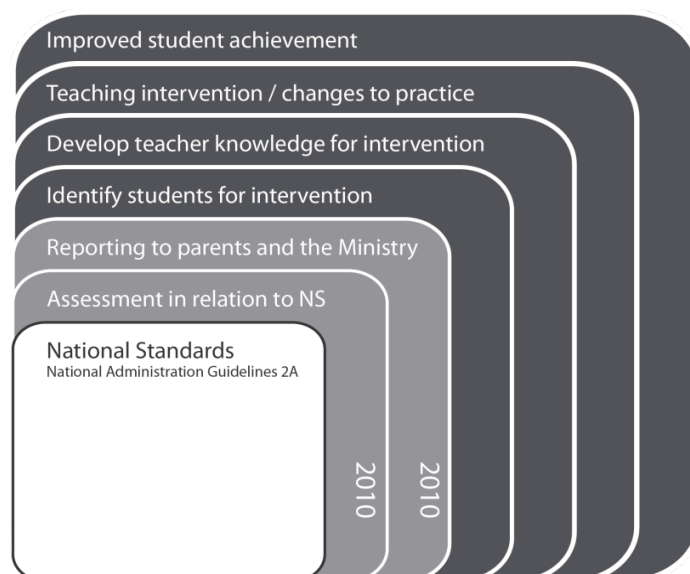 Improved student achievement
Teaching intervention / changes to practice
Develop teacher knowledge for intervention
Identify students for intervention
Reporting to parents and the Ministry
Assessment in relation to NS
National Standards
National Administration Guidelines 2A
2010
2010